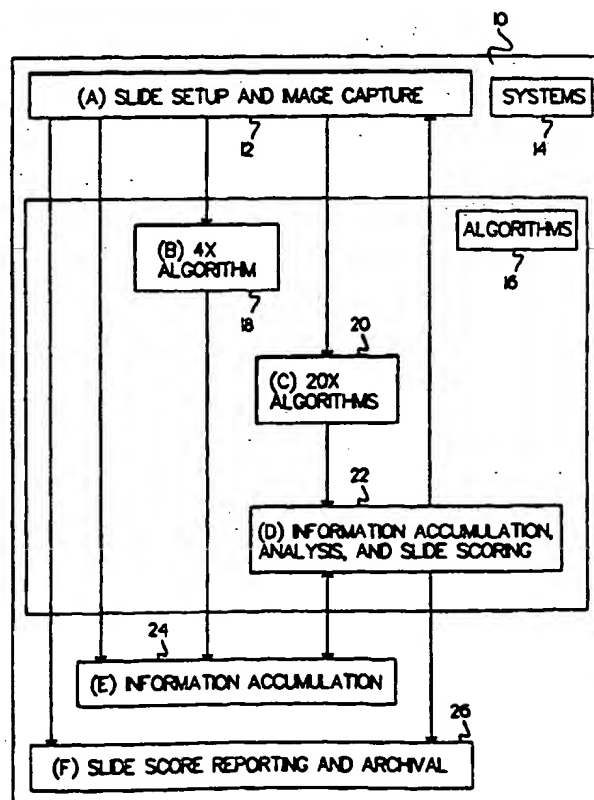 10
(A) SLIDE SETUP AND IMAGE CAPTURE
12
SYSTEMS
14
ALGORITHMS
16
(B) 4X
ALGORITHM
18
20
(C) 20X
ALGORITHMS
22
(D) INFORMATION ACCUMULATION,
ANALYSIS, AND SLIDE SCORING
24
(E) INFORMATION ACCUMULATION
26
(F) SLIDE SCORE REPORTING AND ARCHIVAL